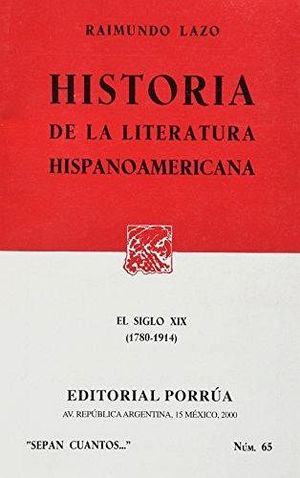 RAIMUNDO LAZO
HISTORIA
DE LA LITERATURA
HISPANOAMERICANA
EL SIGLO XIX
(1780-1914)
EDITORIAL PORRÚA
AV. REPÚBLICA ARGENTINA, 15 MÉXICO, 2000
"SEPAN CUANTOS..."
NÚM. 65